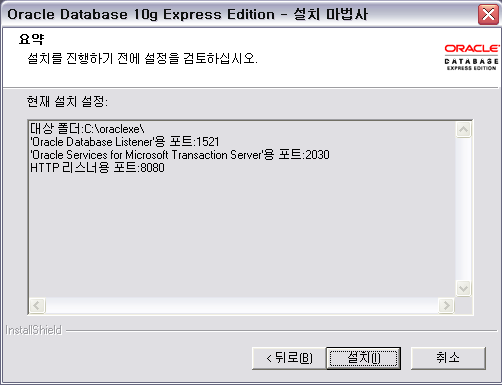 Oracle Database 10g Express Edition - 설치 마법사
요약
설치를 진행하기 전에 설정을 검토하십시오.
ORACLE
DATABASE
EXPRESS EDITION
현재 설치 설정:
대상 폴더:C:\oraclexe\
'Oracle Database Listener'용 포트:1521
'Oracle Services for Microsoft Transaction Server'용 포트:2030
HTTP 리스너용 포트:8080
InstallShield
< 뒤로(B) 설치(I) 취소